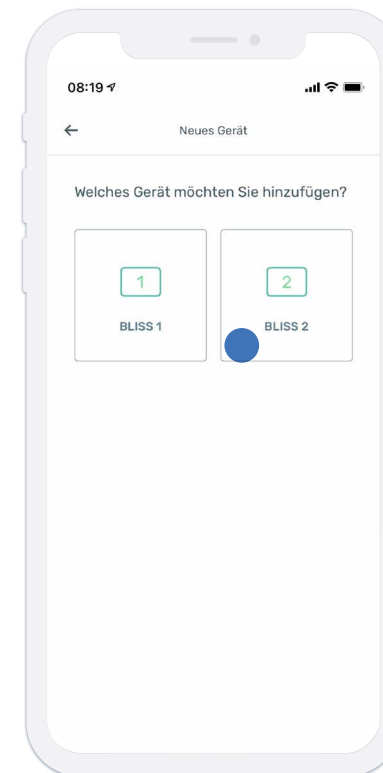 08:19
Neues Gerät
Welches Gerät möchten Sie hinzufügen?
1 2
BLISS 1 BLISS 2